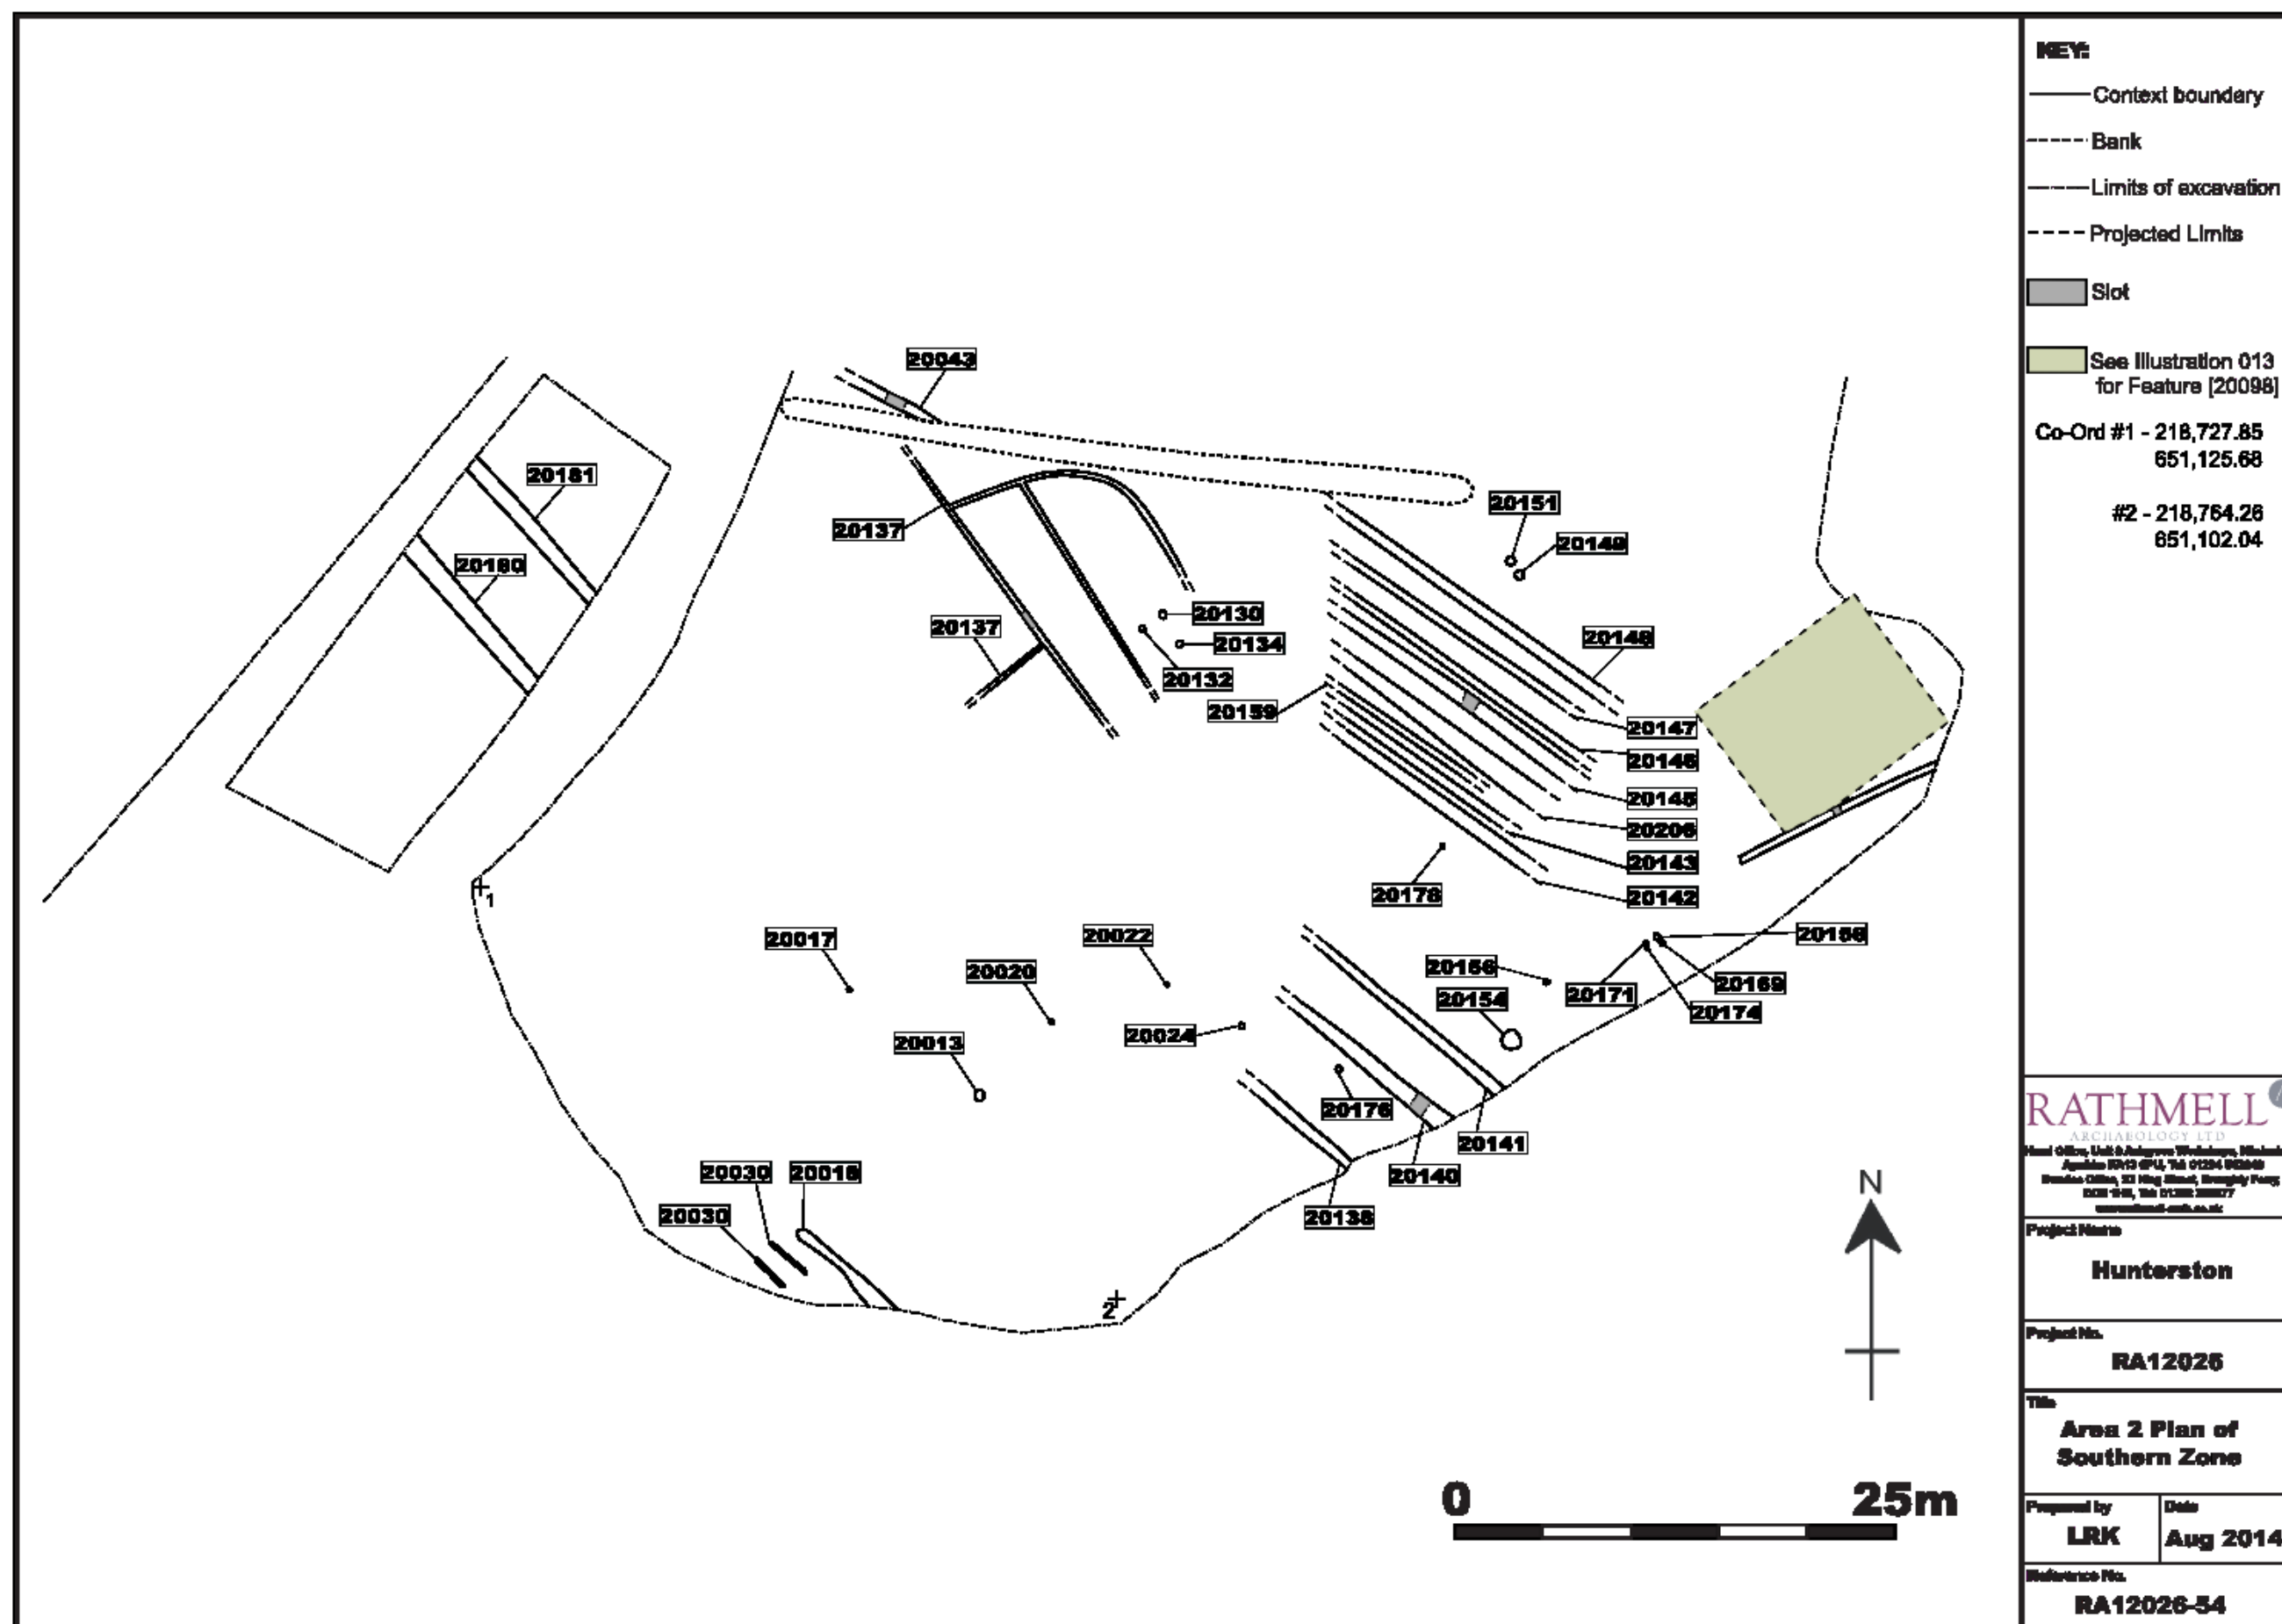 KEY:
Context boundary
Bank
Limits of excavation
Projected Limits
Slot
See Illustration 013
for Feature [20098]
Co-Ord #1 - 218,727.85
651,125.68
#2 - 218,764.26
651,102.04
20043
20181
20180
20137
20151
20149
20130
20137
20134
20132
20148
20159
20147
20146
20145
20206
20143
20178
20142
1
20017
20022
20158
20020
20156
20171
20169
20154
20174
20024
20013
20176
20141
20140
20138
20030
20030
2
N
0
25m
RATHMELL
ARCHAEOLOGY LTD
Project Name
Hunterston
Project No.
RA12026
Title
Area 2 Plan of
Southern Zone
Prepared by
LRK
Date
Aug 2014
Reference No.
RA12026-54